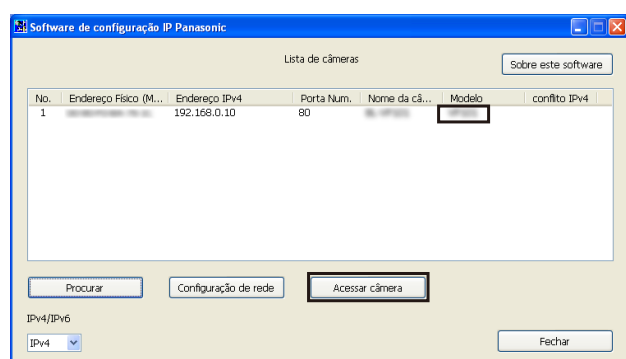 Software de configuração IP Panasonic
Lista de câmeras
Sobre este software
No. Endereço Físico (M... Endereço IPv4 Porta Num. Nome da câ... Modelo conflito IPv4
1 192.168.0.10 80
Procurar Configuração de rede Acessar câmera
IPv4/IPv6
IPv4 Fechar